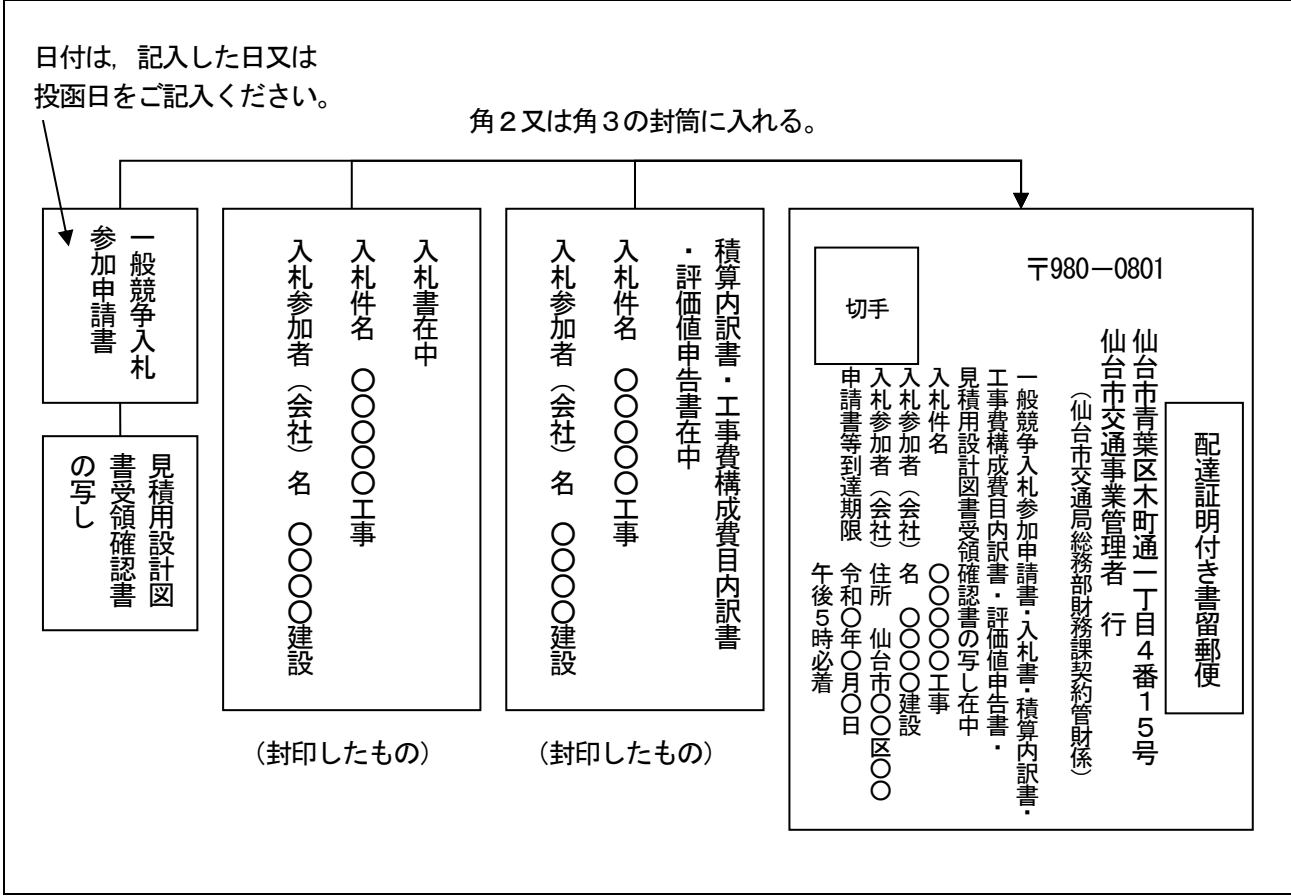 日付は，記入した日又は
投函日をご記入ください。
角２又は角３の封筒に入れる。
一般競争入札
参加申請書
見積用設計図
書受領確認書
の写し
入札書在中
入札件名　〇〇〇〇〇工事
入札参加者（会社）名　〇〇〇〇建設
（封印したもの）
積算内訳書・工事費構成費目内訳書
・評価値申告書在中
入札件名　〇〇〇〇〇工事
入札参加者（会社）名　〇〇〇〇建設
（封印したもの）
配達証明付き書留郵便
〒980－0801
仙台市青葉区木町通一丁目４番１５号
仙台市交通事業管理者　行
（仙台市交通局総務部財務課契約管財係）
切手
一般競争入札参加申請書・入札書・積算内訳書・
工事費構成費目内訳書・評価値申告書・
見積用設計図書受領確認書の写し在中
入札件名　〇〇〇〇〇工事
入札参加者（会社）名　〇〇〇〇建設
入札参加者（会社）住所　仙台市〇〇区〇〇
申請書等到達期限　令和〇年〇月〇日
午後５時必着